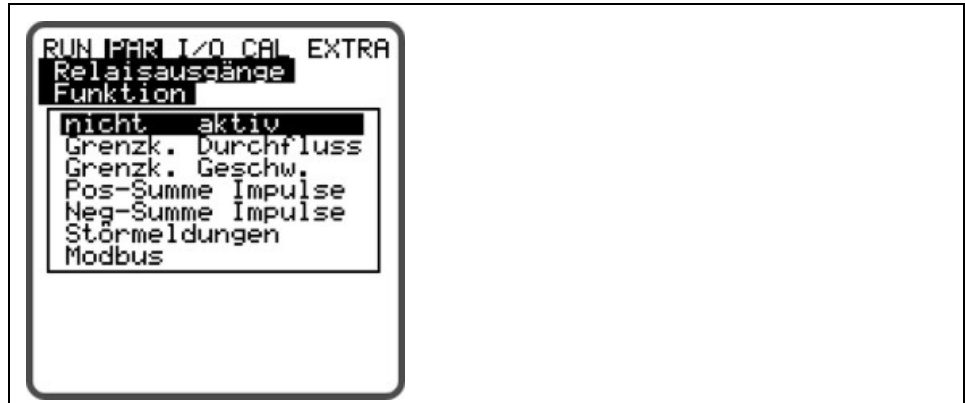 RUN PAR I/O CAL EXTRA
Relaisausgänge
Funktion
nicht aktiv
Grenzk. Durchfluss
Grenzk. Geschw.
Pos-Summe Impulse
Neg-Summe Impulse
Störmeldungen
Modbus